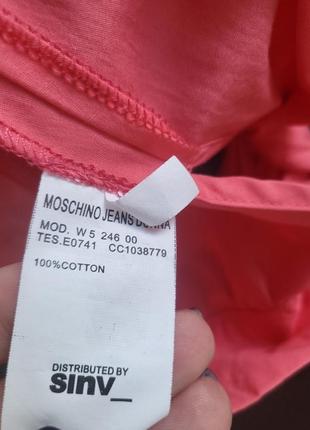 MOSCHINO JEANS DONNA
MOD. W 5 246 00
TES.E0741 CC1038779
100%COTTON
DISTRIBUTED BY
sinv_